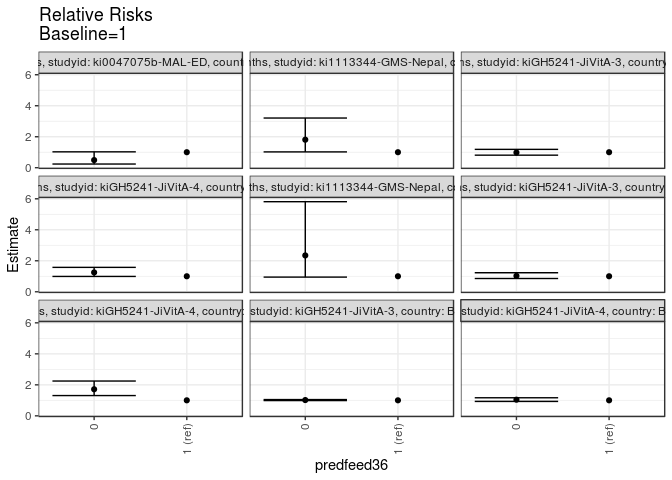 Relative Risks
Baseline=1
s, studyid: ki0047075b-MAL-ED, count
ths, studyid: ki1113344-GMS-Nepal, c
ns, studyid: kiGH5241-JiVitA-3, country
6
4
2
0
ns, studyid: kiGH5241-JiVitA-4, country
ths, studyid: ki1113344-GMS-Nepal, c
ns, studyid: kiGH5241-JiVitA-3, country
6
4
2
0
s, studyid: kiGH5241-JiVitA-4, country:
studyid: kiGH5241-JiVitA-3, country: B
studyid: kiGH5241-JiVitA-4, country: B
6
4
2
0
Estimate
0
1 (ref)
0
1 (ref)
0
1 (ref)
predfeed36